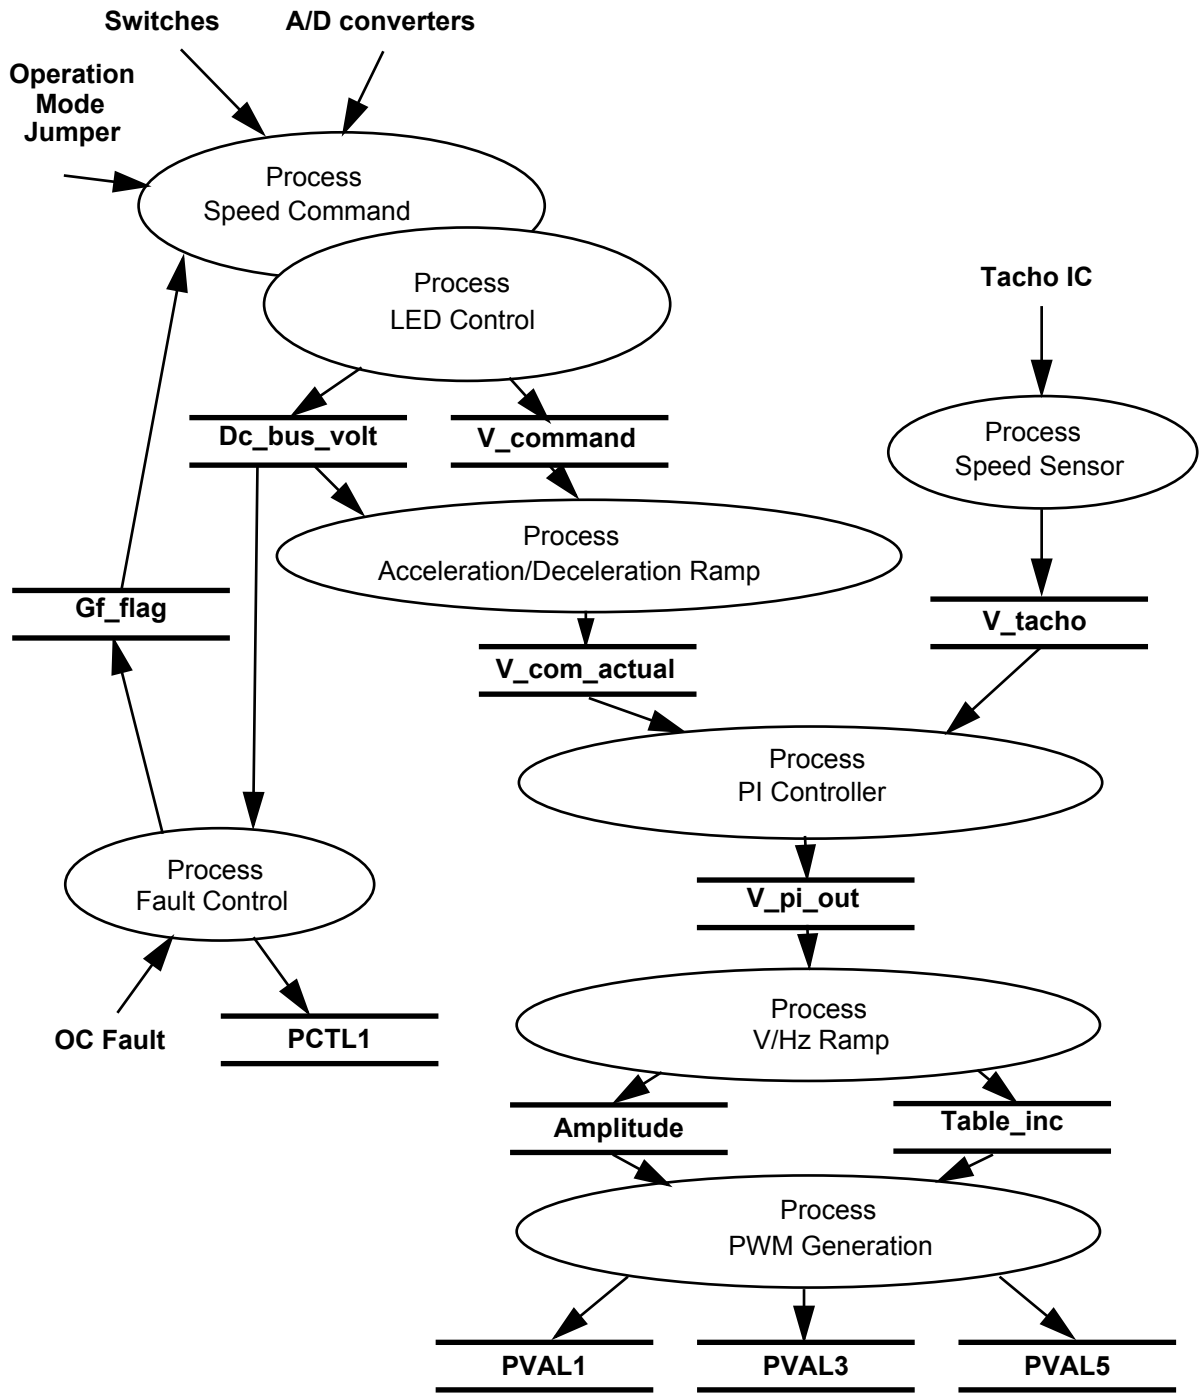 Switches
A/D converters
Operation
Mode
Jumper
Process
Speed Command
Process
LED Control
Tacho IC
Dc_bus_volt
V_command
Process
Speed Sensor
Process
Acceleration/Deceleration Ramp
Gf_flag
V_tacho
V_com_actual
Process
PI Controller
Process
Fault Control
V_pi_out
OC Fault
PCTL1
Process
V/Hz Ramp
Amplitude
Table_inc
Process
PWM Generation
PVAL1
PVAL3
PVAL5